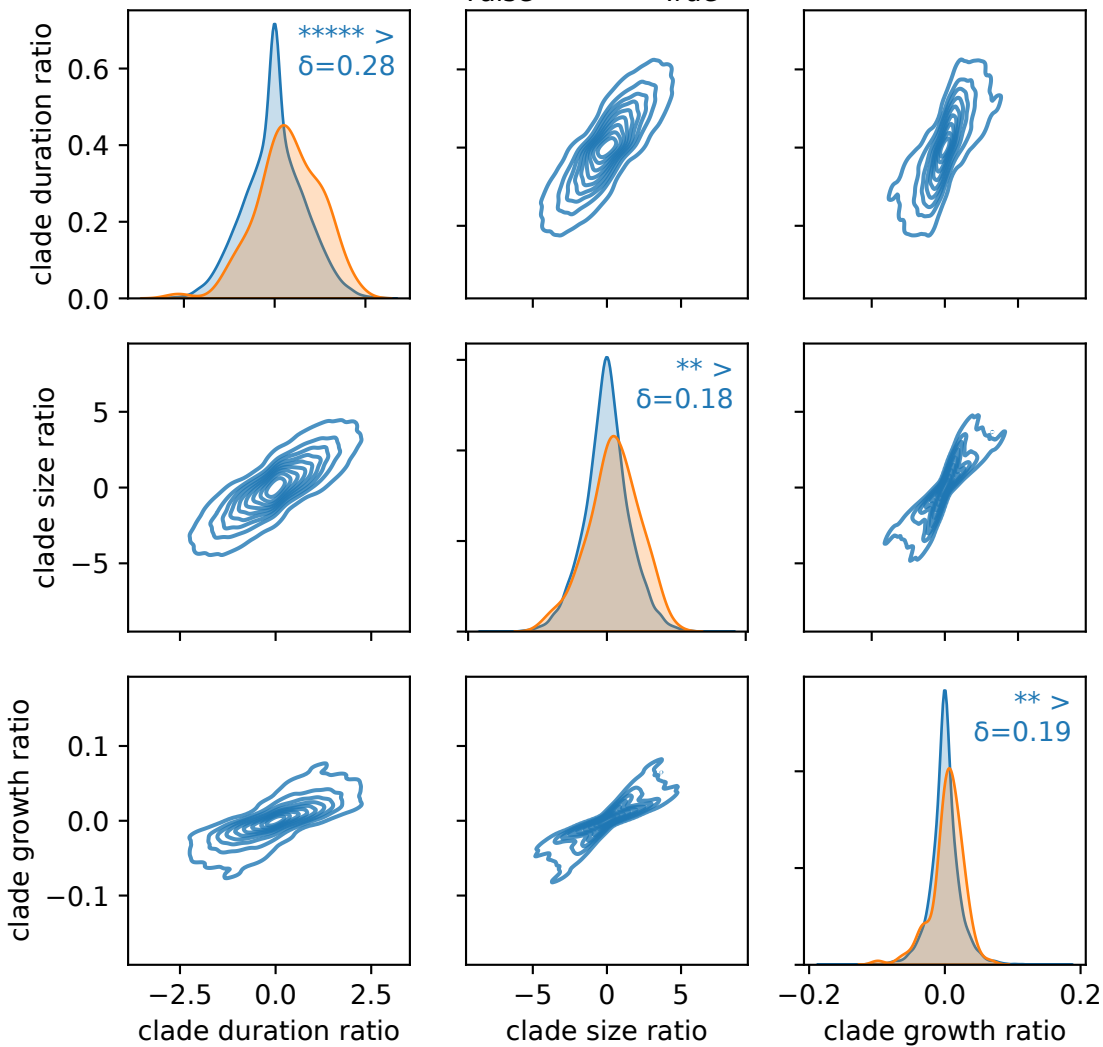 clade duration ratio
0.6
0.4
0.2
0.0
***** >
δ=0.28
clade size ratio
5
0
−5
** >
δ=0.18
clade growth ratio
0.1
0.0
−0.1
** >
δ=0.19
−2.5 0.0 2.5
−5 0 5
−0.2 0.0 0.2
clade duration ratio
clade size ratio
clade growth ratio